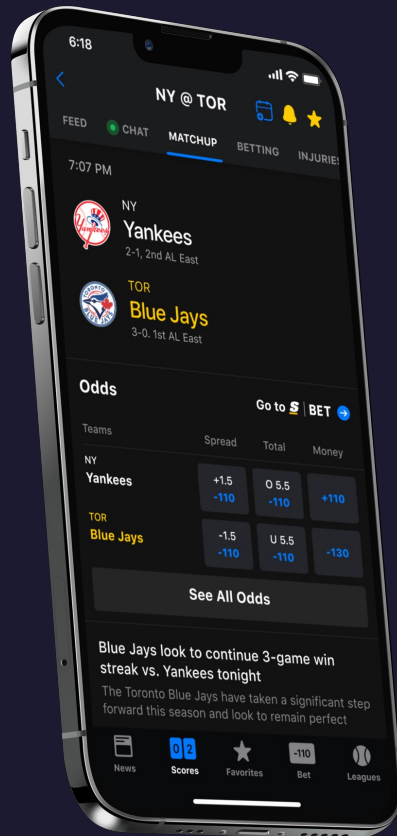 6:18
NY @ TOR
FEED CHAT MATCHUP BETTING INJURIES
7:07 PM
NY
Yankees
2-1, 2nd AL East
TOR
Blue Jays
3-0. 1st AL East
Odds
Go to S | BET
Teams Spread Total Money
NY
Yankees
+1.5 O 5.5
-110 -110 +110
TOR
Blue Jays
-1.5 U 5.5
-110 -110 -130
See All Odds
Blue Jays look to continue 3-game win
streak vs. Yankees tonight
The Toronto Blue Jays have taken a significant step
forward this season and look to remain perfect
0 2 -110
News Scores Favorites Bet Leagues